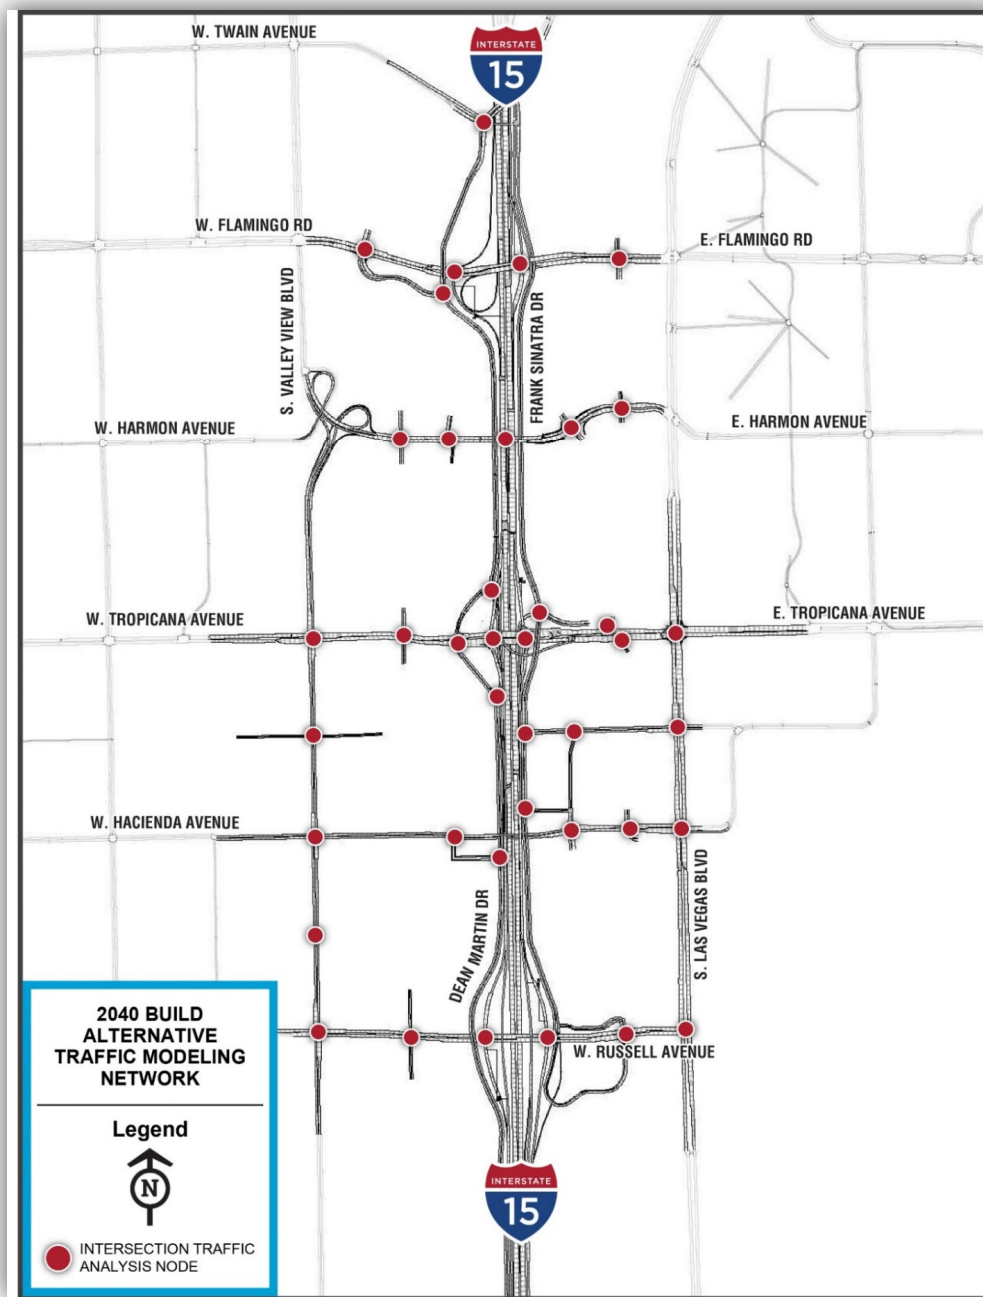 W. TWAIN AVENUE
INTERSTATE
15
W. FLAMINGO RD
E. FLAMINGO RD
S. VALLEY VIEW BLVD
FRANK SINATRA DR
W. HARMON AVENUE
E. HARMON AVENUE
W. TROPICANA AVENUE
E. TROPICANA AVENUE
W. HACIENDA AVENUE
DEAN MARTIN DR
S. LAS VEGAS BLVD
W. RUSSELL AVENUE
2040 BUILD
ALTERNATIVE
TRAFFIC MODELING
NETWORK
Legend
N
INTERSECTION TRAFFIC
ANALYSIS NODE
INTERSTATE
15